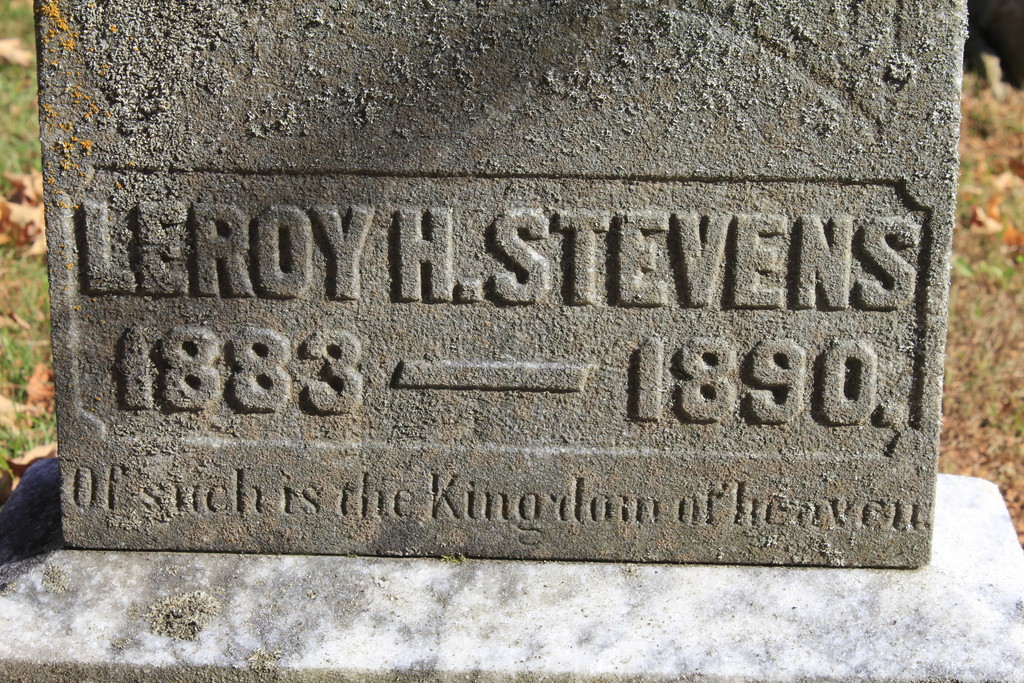 LeROY H. STEVENS
1883 — 1890.
Of such is the Kingdom of heaven